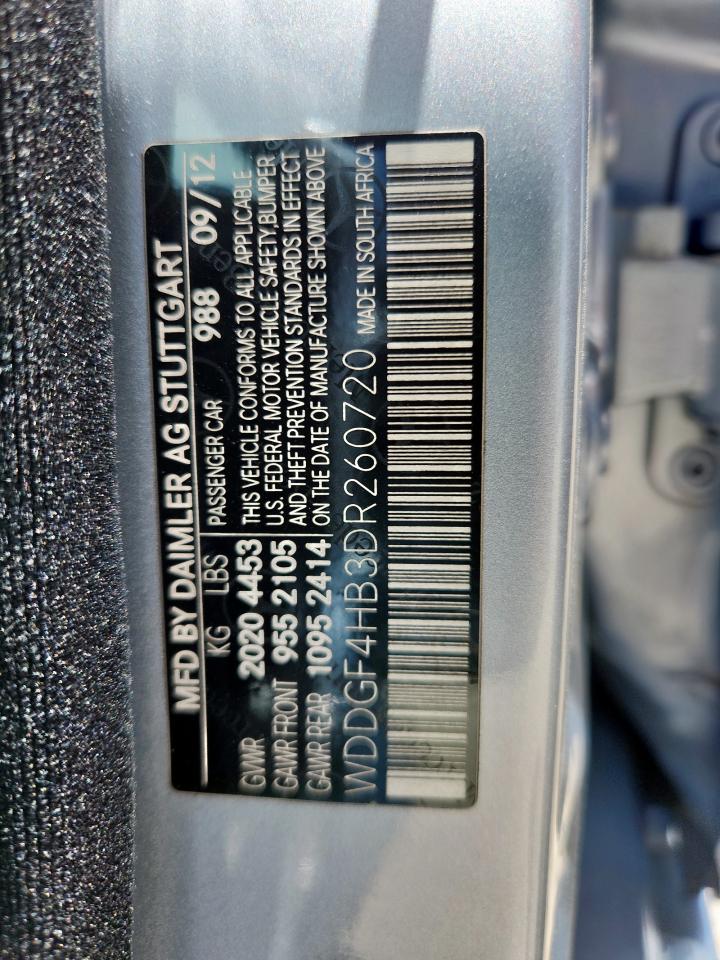 MFD BY DAIMLER AG STUTTGART
KG LBS PASSENGER CAR 988 09/12
GWR 2020 4453 THIS VEHICLE CONFORMS TO ALL APPLICABLE
GAWR FRONT 955 2105 U.S. FEDERAL MOTOR VEHICLE SAFETY,BUMPER
GAWR REAR 1095 2414 AND THEFT PREVENTION STANDARDS IN EFFECT
ON THE DATE OF MANUFACTURE SHOWN ABOVE
WDDGF4HB3DR260720 MADE IN SOUTH AFRICA